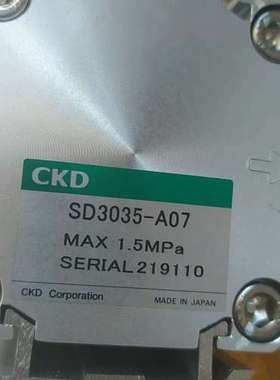 CKD
SD3035-A07
MAX 1.5MPa
SERIAL 219110
CKD Corporation MADE IN JAPAN